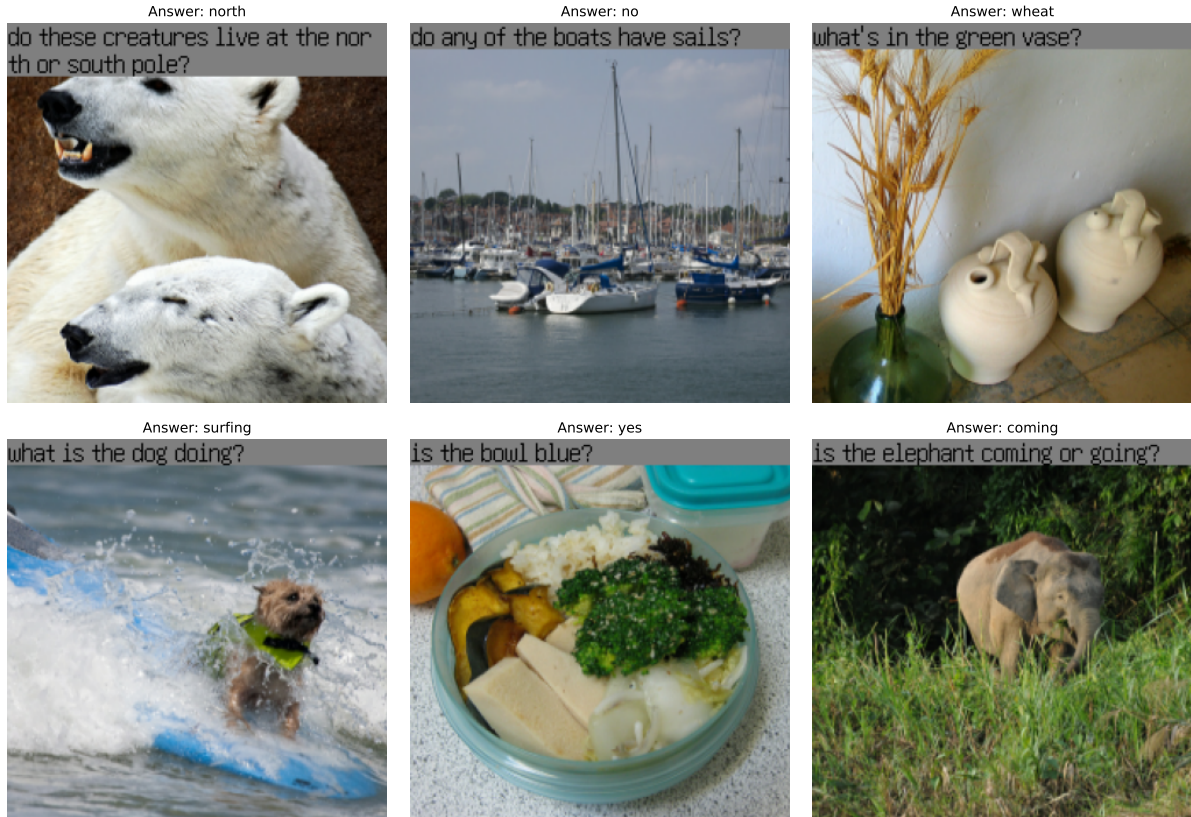 Answer: north
do these creatures live at the nor
th or south pole?
Answer: no
do any of the boats have sails?
Answer: wheat
what's in the green vase?
Answer: surfing
what is the dog doing?
Answer: yes
is the bowl blue?
Answer: coming
is the elephant coming or going?